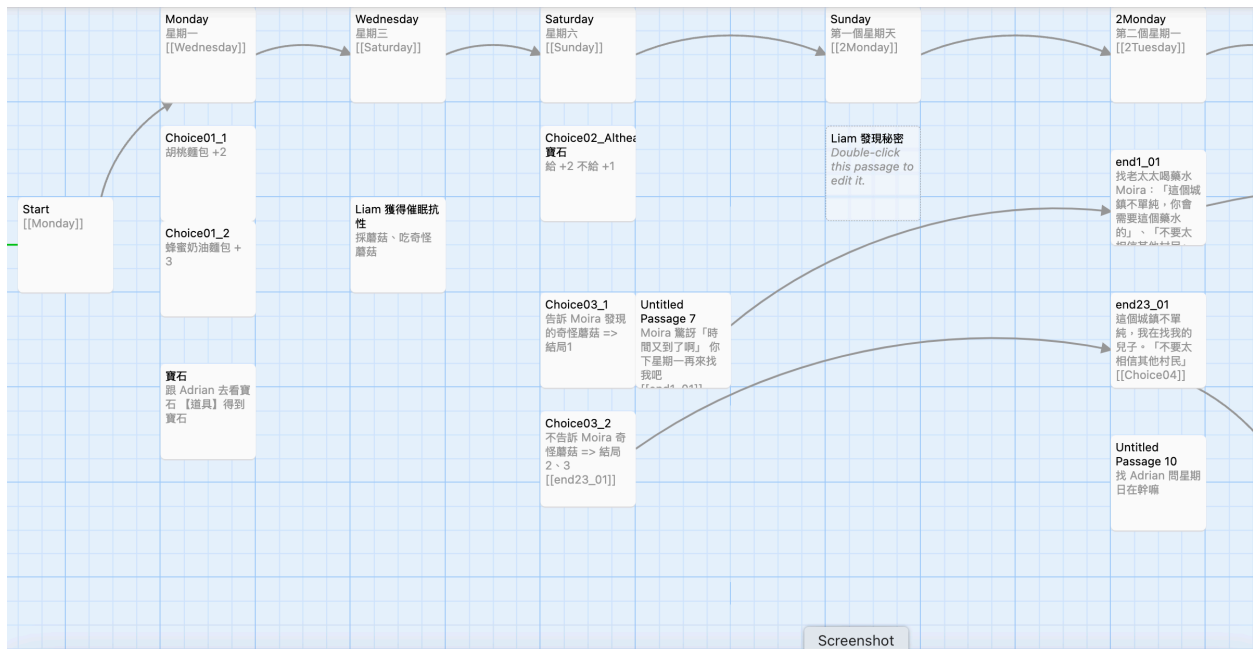 Monday
星期一
[[Wednesday]]
Wednesday
星期三
[[Saturday]]
Saturday
星期六
[[Sunday]]
Sunday
第一個星期天
[[2Monday]]
2Monday
第二個星期一
[[2Tuesday]]
Choice01_1
胡桃麵包 +2
Choice02_Althea
寶石
給 +2 不給 +1
Liam 發現秘密
Double-click
this passage to
edit it.
end1_01
找老太太喝藥水
Moira：「這個城
鎮不單純，你會
需要這個藥水
的」、「不要太
相信其他村民」
Start
[[Monday]]
Choice01_2
蜂蜜奶油麵包 +
3
Liam 獲得催眠抗
性
採蘑菇、吃奇怪
蘑菇
Choice03_1
告訴 Moira 發現
的奇怪蘑菇 =>
結局1
Untitled
Passage 7
Moira 驚訝「時
間又到了啊」 你
下星期一再來找
我吧
[[end1_01]]
end23_01
這個城鎮不單
純，我在找我的
兒子。「不要太
相信其他村民」
[[Choice04]]
寶石
跟 Adrian 去看寶
石 【道具】得到
寶石
Choice03_2
不告訴 Moira 奇
怪蘑菇 => 結局
2、3
[[end23_01]]
Untitled
Passage 10
找 Adrian 問星期
日在幹嘛
Screenshot